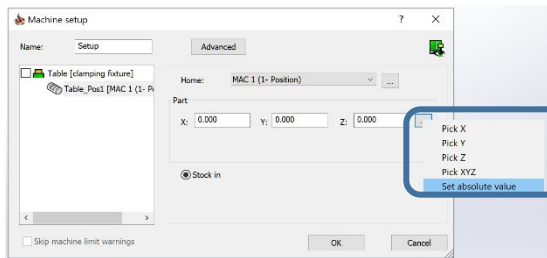 Machine setup
? ×
Name: Setup Advanced
Table [clamping fixture]
Table_Pos1 [MAC 1 (1- P
Home: MAC 1 (1- Position) ...
Part
X: 0.000 Y: 0.000 Z: 0.000
Pick X
Pick Y
Pick Z
Pick XYZ
Set absolute value
Stock in
Skip machine limit warnings OK Cancel